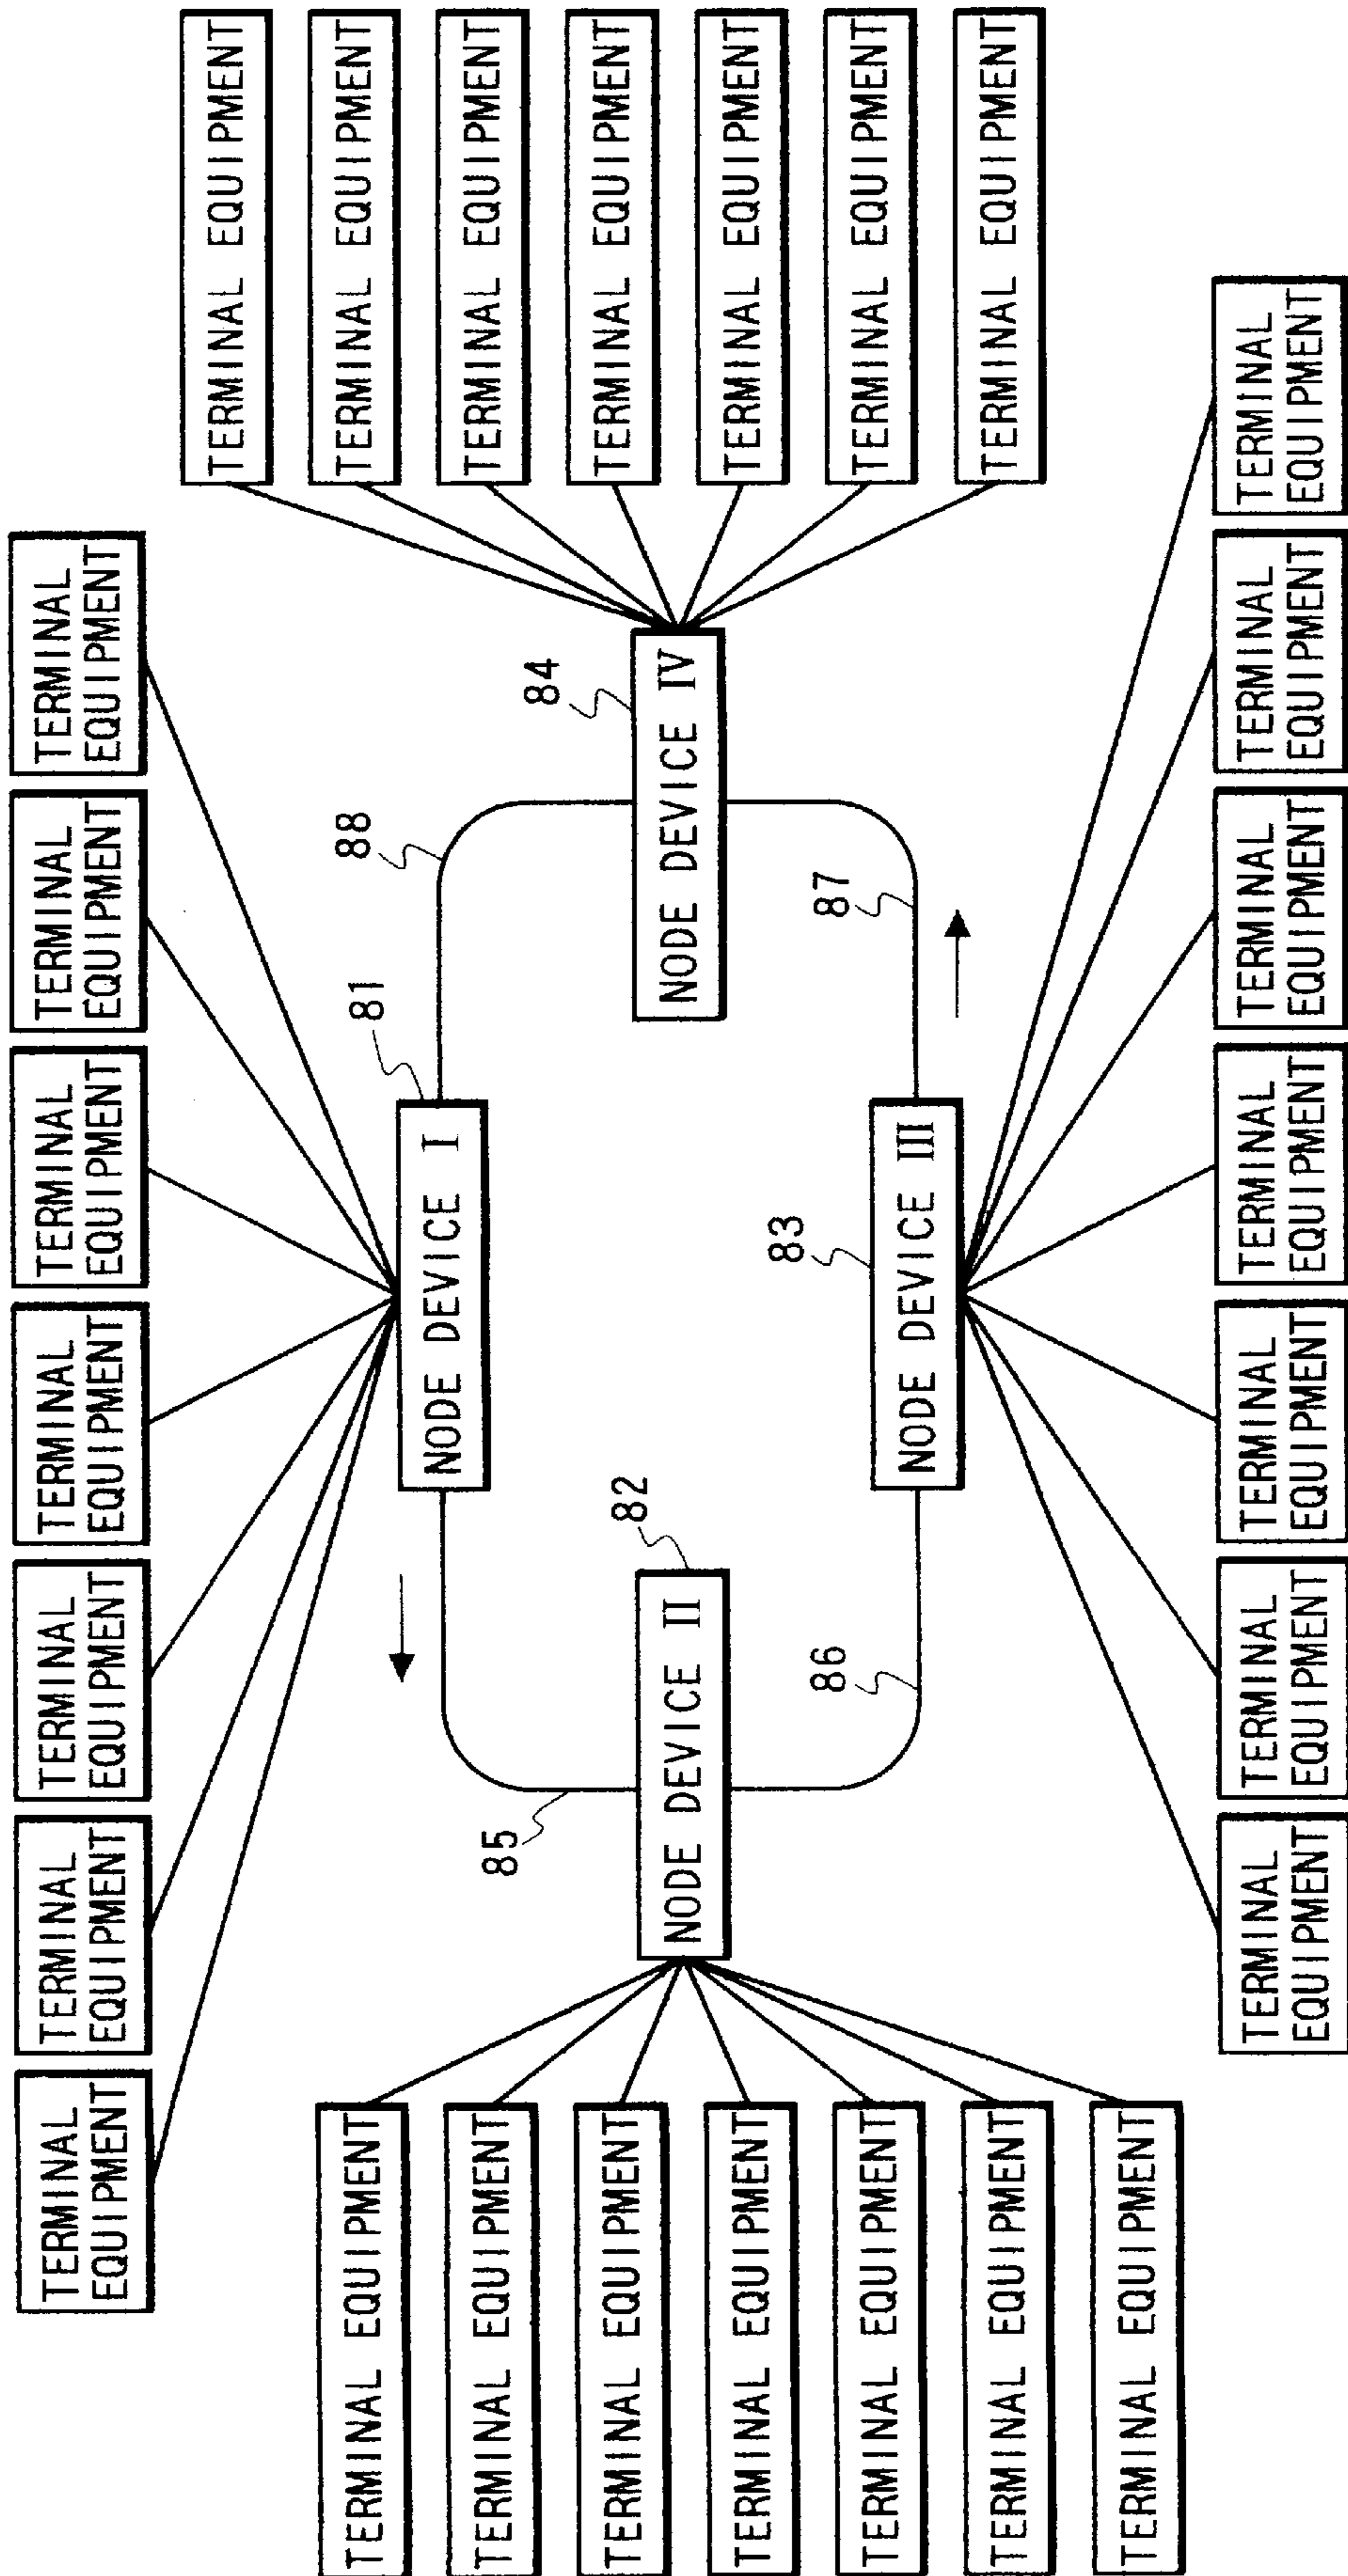 TERMINAL
EQUIPMENT
TERMINAL
EQUIPMENT
TERMINAL
EQUIPMENT
TERMINAL
EQUIPMENT
TERMINAL
EQUIPMENT
TERMINAL
EQUIPMENT
TERMINAL
EQUIPMENT
TERMINAL EQUIPMENT
TERMINAL EQUIPMENT
TERMINAL EQUIPMENT
TERMINAL EQUIPMENT
TERMINAL EQUIPMENT
TERMINAL EQUIPMENT
TERMINAL EQUIPMENT
81
NODE DEVICE I
88
85
82
NODE DEVICE II
84
NODE DEVICE IV
83
NODE DEVICE III
86
87
TERMINAL EQUIPMENT
TERMINAL EQUIPMENT
TERMINAL EQUIPMENT
TERMINAL EQUIPMENT
TERMINAL EQUIPMENT
TERMINAL EQUIPMENT
TERMINAL EQUIPMENT
TERMINAL
EQUIPMENT
TERMINAL
EQUIPMENT
TERMINAL
EQUIPMENT
TERMINAL
EQUIPMENT
TERMINAL
EQUIPMENT
TERMINAL
EQUIPMENT
TERMINAL
EQUIPMENT